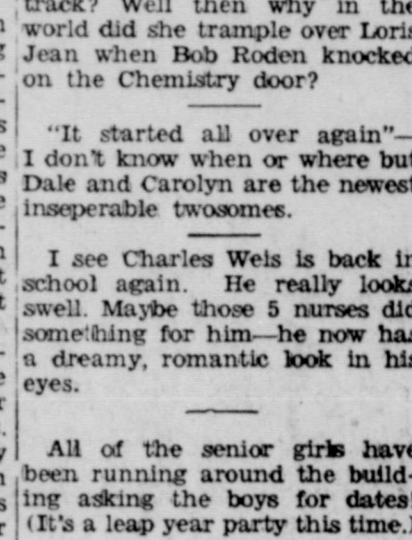 track? Well then why in the
world did she trample over Loris
Jean when Bob Roden knocked
on the Chemistry door?
"It started all over again"—
I don't know when or where but
Dale and Carolyn are the newest
inseperable twosomes.
I see Charles Weis is back in
school again. He really looks
swell. Maybe those 5 nurses did
something for him—he now has
a dreamy, romantic look in his
eyes.
All of the senior girls have
been running around the build-
ing asking the boys for dates!
(It's a leap year party this time.)